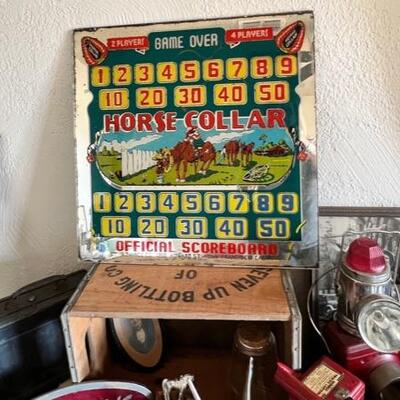 2 PLAYERS GAME OVER 4 PLAYERS
1 2 3 4 5 6 7 8 9
10 20 30 40 50
HORSE COLLAR
1 2 3 4 5 6 7 8 9
10 20 30 40 50
OFFICIAL SCOREBOARD
SEVEN UP BOTTLING CO
OF